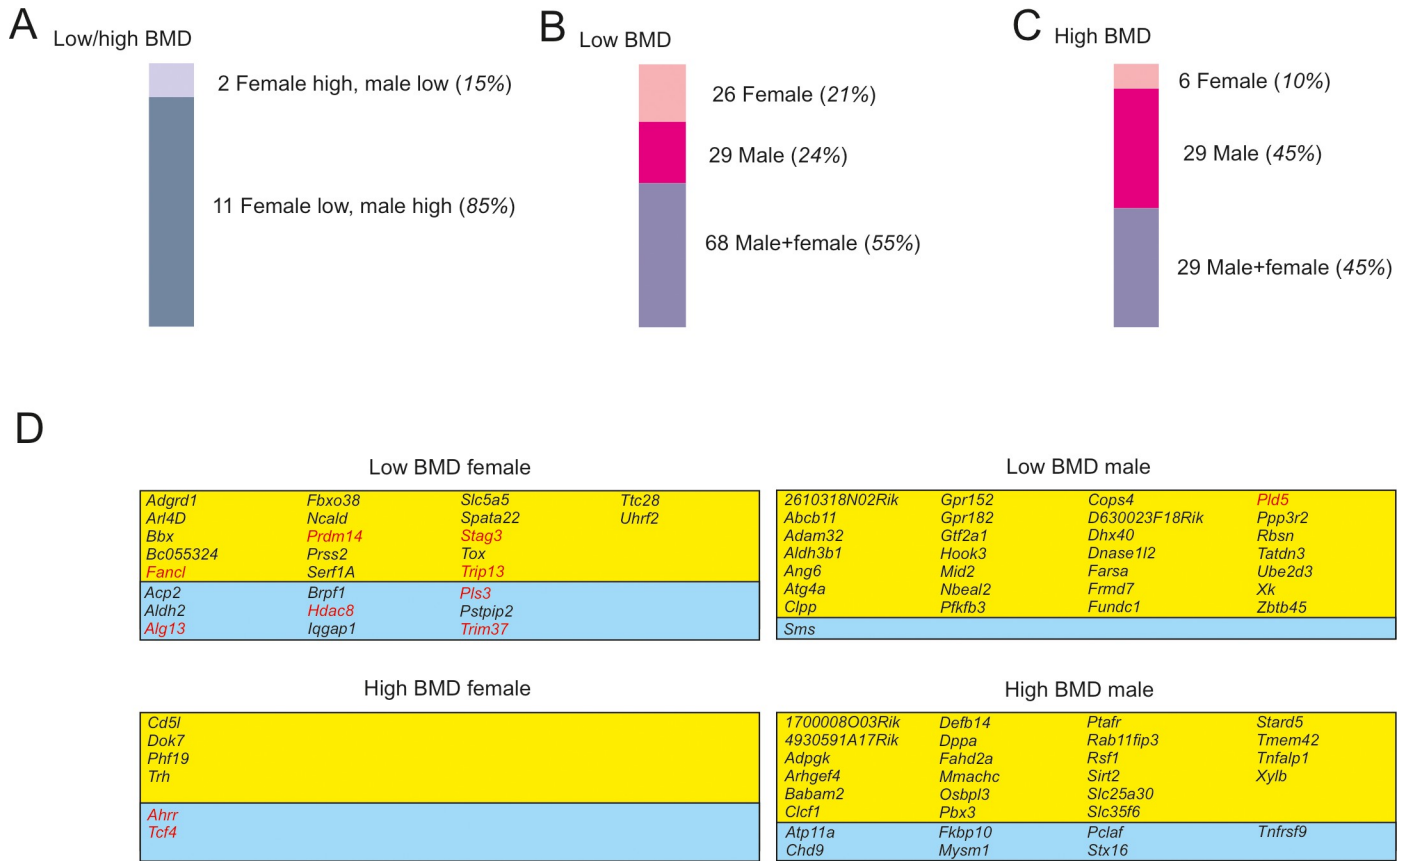 A
Low/high BMD
2 Female high, male low (15%)
11 Female low, male high (85%)
B
Low BMD
26 Female (21%)
29 Male (24%)
68 Male+female (55%)
C
High BMD
6 Female (10%)
29 Male (45%)
29 Male+female (45%)
D
Low BMD female
Adgrd1 Fbxo38 Slc5a5 Ttc28
Arl4D Ncald Spata22 Uhrf2
Bbx Prdm14 Stag3
Bc055324 Prss2 Tox
Fancl Serf1A Trip13
Acp2 Brpf1 Pls3
Aldh2 Hdac8 Pstpip2
Alg13 Iqgap1 Trim37
Low BMD male
2610318N02Rik Gpr152 Cops4 Pld5
Abcb11 Gpr182 D630023F18Rik Ppp3r2
Adam32 Gtf2a1 Dhx40 Rbsn
Aldh3b1 Hook3 Dnase1l2 Tatdn3
Ang6 Mid2 Farsa Ube2d3
Atg4a Nbeal2 Frmd7 Xk
Clpp Pfkfb3 Fundc1 Zbtb45
Sms
High BMD female
Cd5l
Dok7
Phf19
Trh
Ahrr
Tcf4
High BMD male
1700008O03Rik Defb14 Ptafr Stard5
4930591A17Rik Dppa Rab11fip3 Tmem42
Adpgk Fahd2a Rsf1 Tnfalp1
Arhgef4 Mmachc Sirt2 Xylb
Babam2 Osbpl3 Slc25a30
Clcf1 Pbx3 Slc35f6
Atp11a Fkbp10 Pclaf Tnfrsf9
Chd9 Mysm1 Stx16